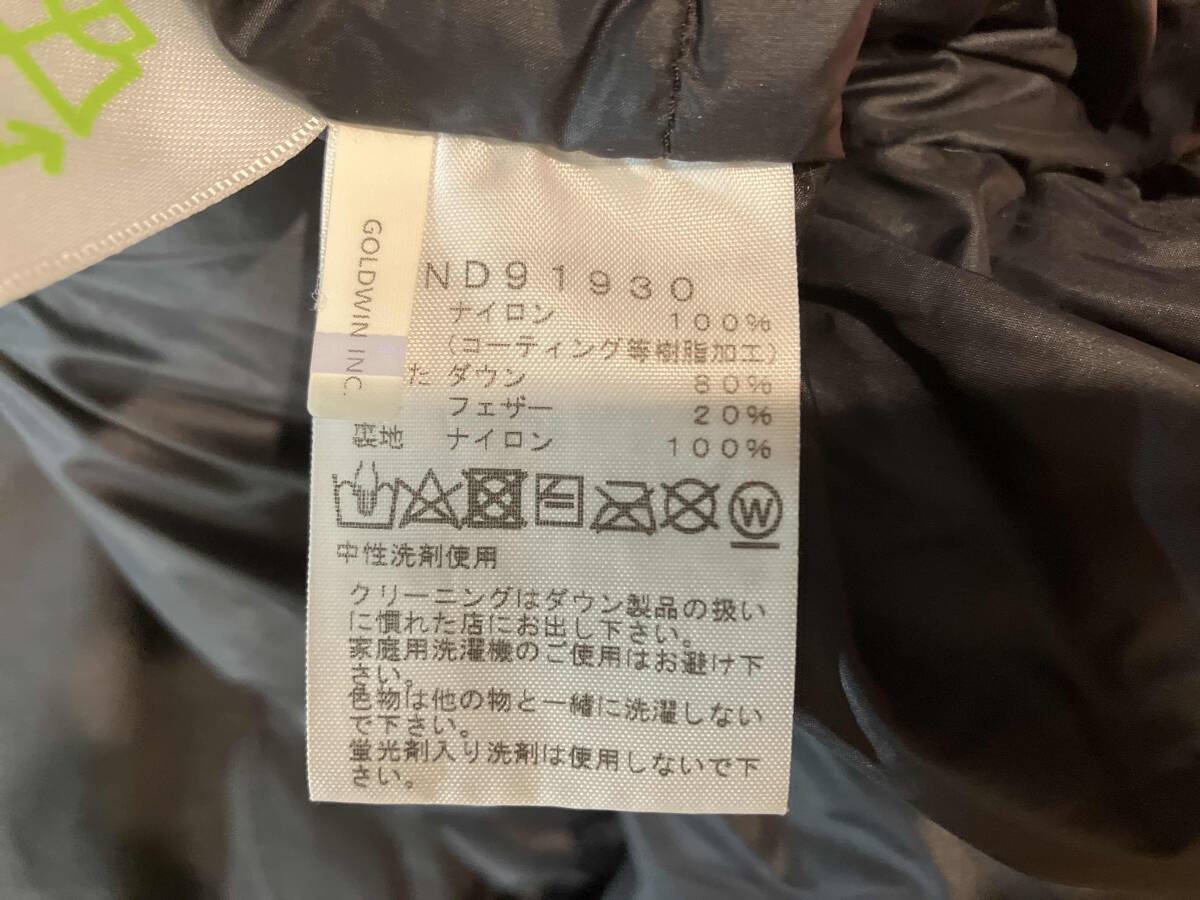 GOLDWIN INC.
ND91930
ナイロン 100%
(コーティング等樹脂加工)
た ダウン 80%
フェザー 20%
裏地 ナイロン 100%
W
中性洗剤使用
クリーニングはダウン製品の扱い
に慣れた店にお出し下さい。
家庭用洗濯機のご使用はお避け下
さい。
色物は他の物と一緒に洗濯しない
で下さい。
蛍光剤入り洗剤は使用しないで下
さい。